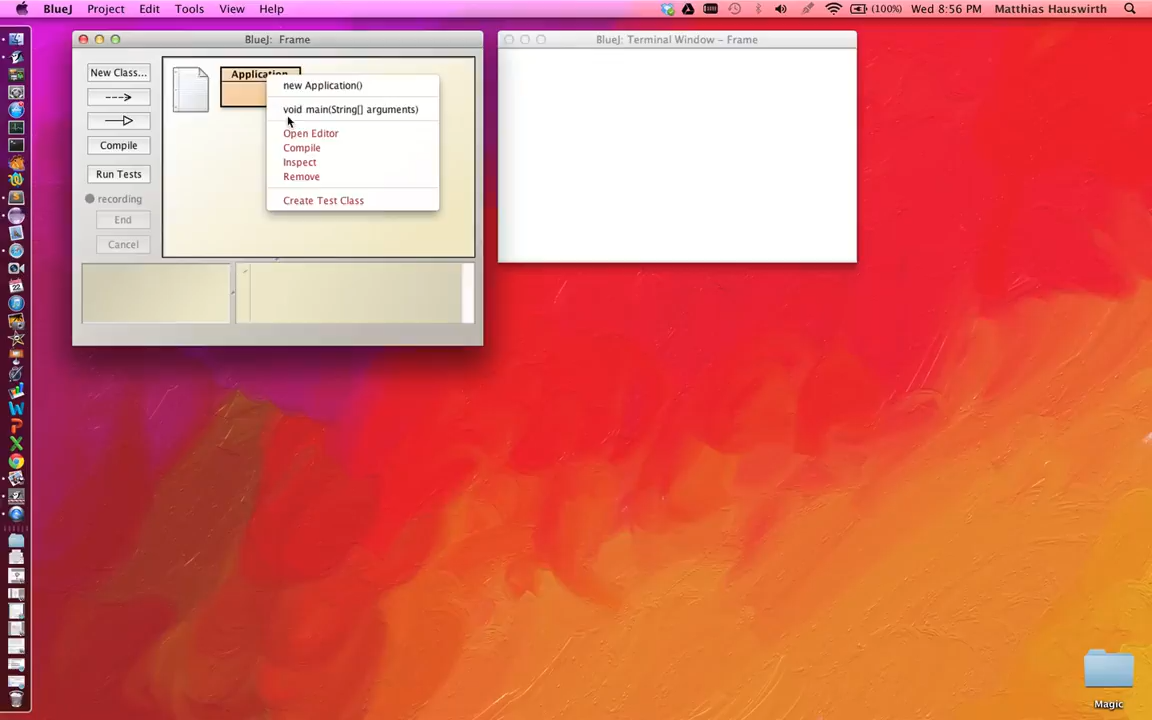 BlueJ Project Edit Tools View Help (100%) Wed 8:56 PM Matthias Hauswirth
BlueJ: Frame
BlueJ: Terminal Window – Frame
New Class...
Compile
Run Tests
recording
End
Cancel
Application
new Application()
void main(String[] arguments)
Open Editor
Compile
Inspect
Remove
Create Test Class
Magic